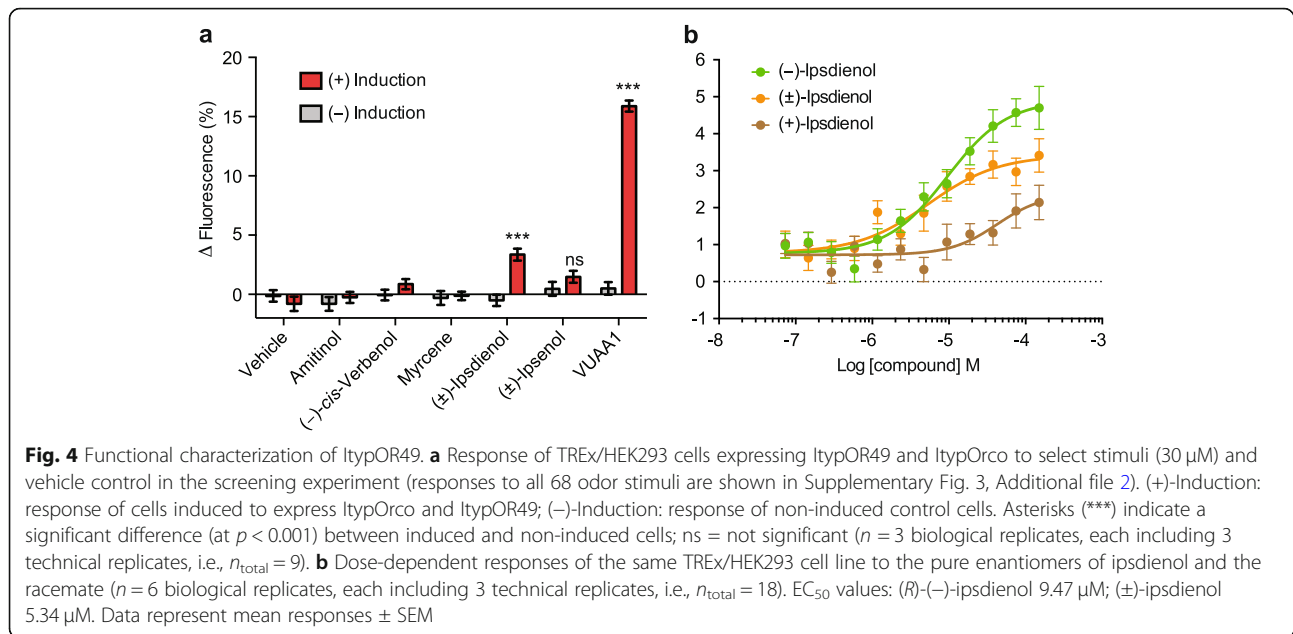 a
20
15
10
5
0
Δ Fluorescence (%)
(+) Induction
(−) Induction
***
ns
***
Vehicle
Amitinol
(−)-cis-Verbenol
Myrcene
(±)-Ipsdienol
(±)-Ipsenol
VUAA1
b
(−)-Ipsdienol
(±)-Ipsdienol
(+)-Ipsdienol
6
5
4
3
2
1
0
-1
-8 -7 -6 -5 -4 -3
Log [compound] M
Fig. 4 Functional characterization of ItypOR49. a Response of TREx/HEK293 cells expressing ItypOR49 and ItypOrco to select stimuli (30 μM) and
vehicle control in the screening experiment (responses to all 68 odor stimuli are shown in Supplementary Fig. 3, Additional file 2). (+)-Induction:
response of cells induced to express ItypOrco and ItypOR49; (−)-Induction: response of non-induced control cells. Asterisks (***) indicate a
significant difference (at p < 0.001) between induced and non-induced cells; ns = not significant (n = 3 biological replicates, each including 3
technical replicates, i.e., ntotal = 9). b Dose-dependent responses of the same TREx/HEK293 cell line to the pure enantiomers of ipsdienol and the
racemate (n = 6 biological replicates, each including 3 technical replicates, i.e., ntotal = 18). EC50 values: (R)-(−)-ipsdienol 9.47 μM; (±)-ipsdienol
5.34 μM. Data represent mean responses ± SEM